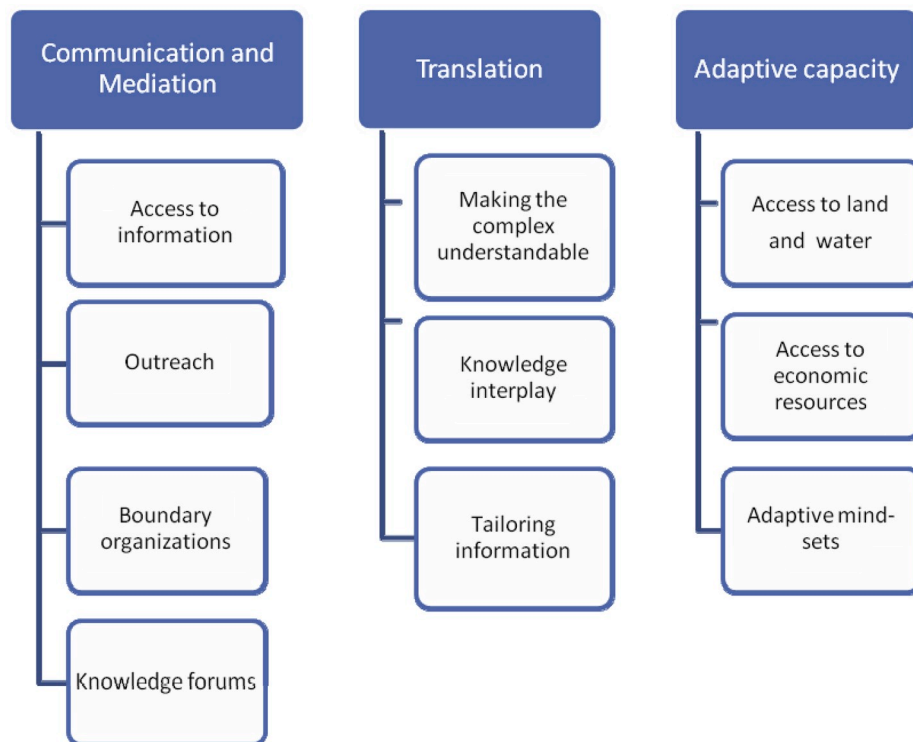 Communication and
Mediation
Access to
information
Outreach
Boundary
organizations
Knowledge forums
Translation
Making the
complex
understandable
Knowledge
interplay
Tailoring
information
Adaptive capacity
Access to land
and water
Access to
economic
resources
Adaptive mind-
sets